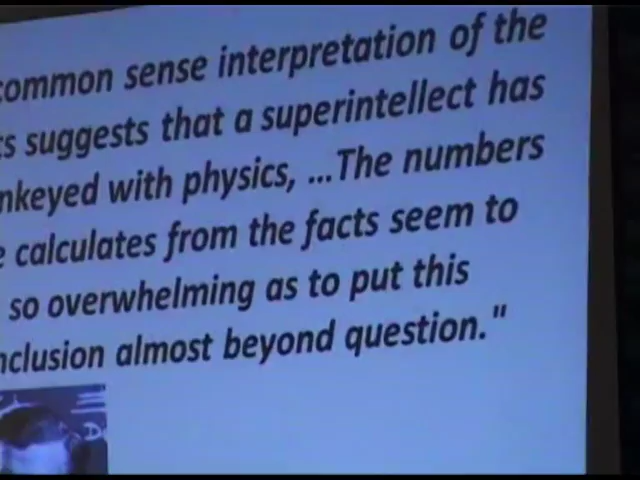 common sense interpretation of the
ts suggests that a superintellect has
nkeyed with physics, ...The numbers
e calculates from the facts seem to
so overwhelming as to put this
nclusion almost beyond question."
D